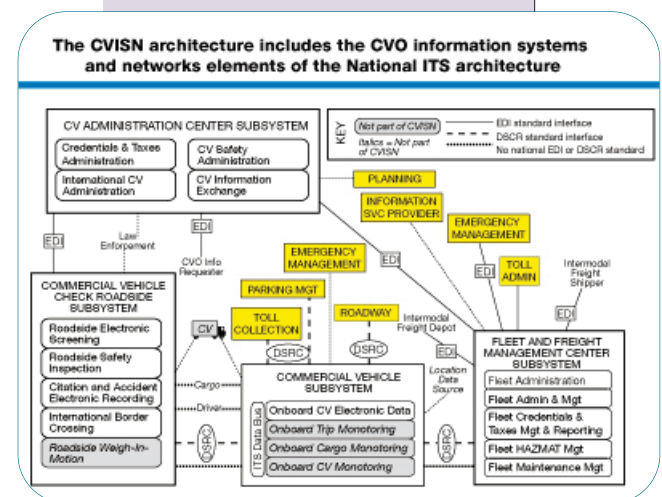 The CVISN architecture includes the CVO information systems
and networks elements of the National ITS architecture
CV ADMINISTRATION CENTER SUBSYSTEM
Credentials & Taxes
Administration
CV Safety
Administration
International CV
Administration
CV Information
Exchange
KEY
Not part of CVISN
Italics = Not part
of CVISN
EDI standard interface
DSCR standard interface
No national EDI or DSCR standard
PLANNING
INFORMATION
SVC PROVIDER
EMERGENCY
MANAGEMENT
TOLL
ADMIN
Intermodal
Freight
Shipper
EDI
Law
Enforpement
EDI
CVO Info
Requester
EMERGENCY
MANAGEMENT
EDI
EDI
EDI
PARKING MGT
TOLL
COLLECTION
ROADWAY
Intermodal
Freight Depot
CV
DSRC
DSRC
EDI
Location
Data
Source
COMMERCIAL VEHICLE
CHECK ROADSIDE
SUBSYSTEM
Roadside Electronic
Screening
Roadside Safety
Inspection
Citation and Accident
Electronic Recording
International Border
Crossing
Roadside Weigh-In-
Motion
Cargo
Driver
DSRC
COMMERCIAL VEHICLE
SUBSYSTEM
ITS Data Bus
Onboard CV Electronic Data
Onboard Trip Monotoring
Onboard Cargo Monotoring
Onboard CV Monotoring
DSRC
FLEET AND FREIGHT
MANAGEMENT CENTER
SUBSYSTEM
Fleet Administration
Fleet Admin & Mgt
Fleet Credentials &
Taxes Mgt & Reporting
Fleet HAZMAT Mgt
Fleet Maintenance Mgt